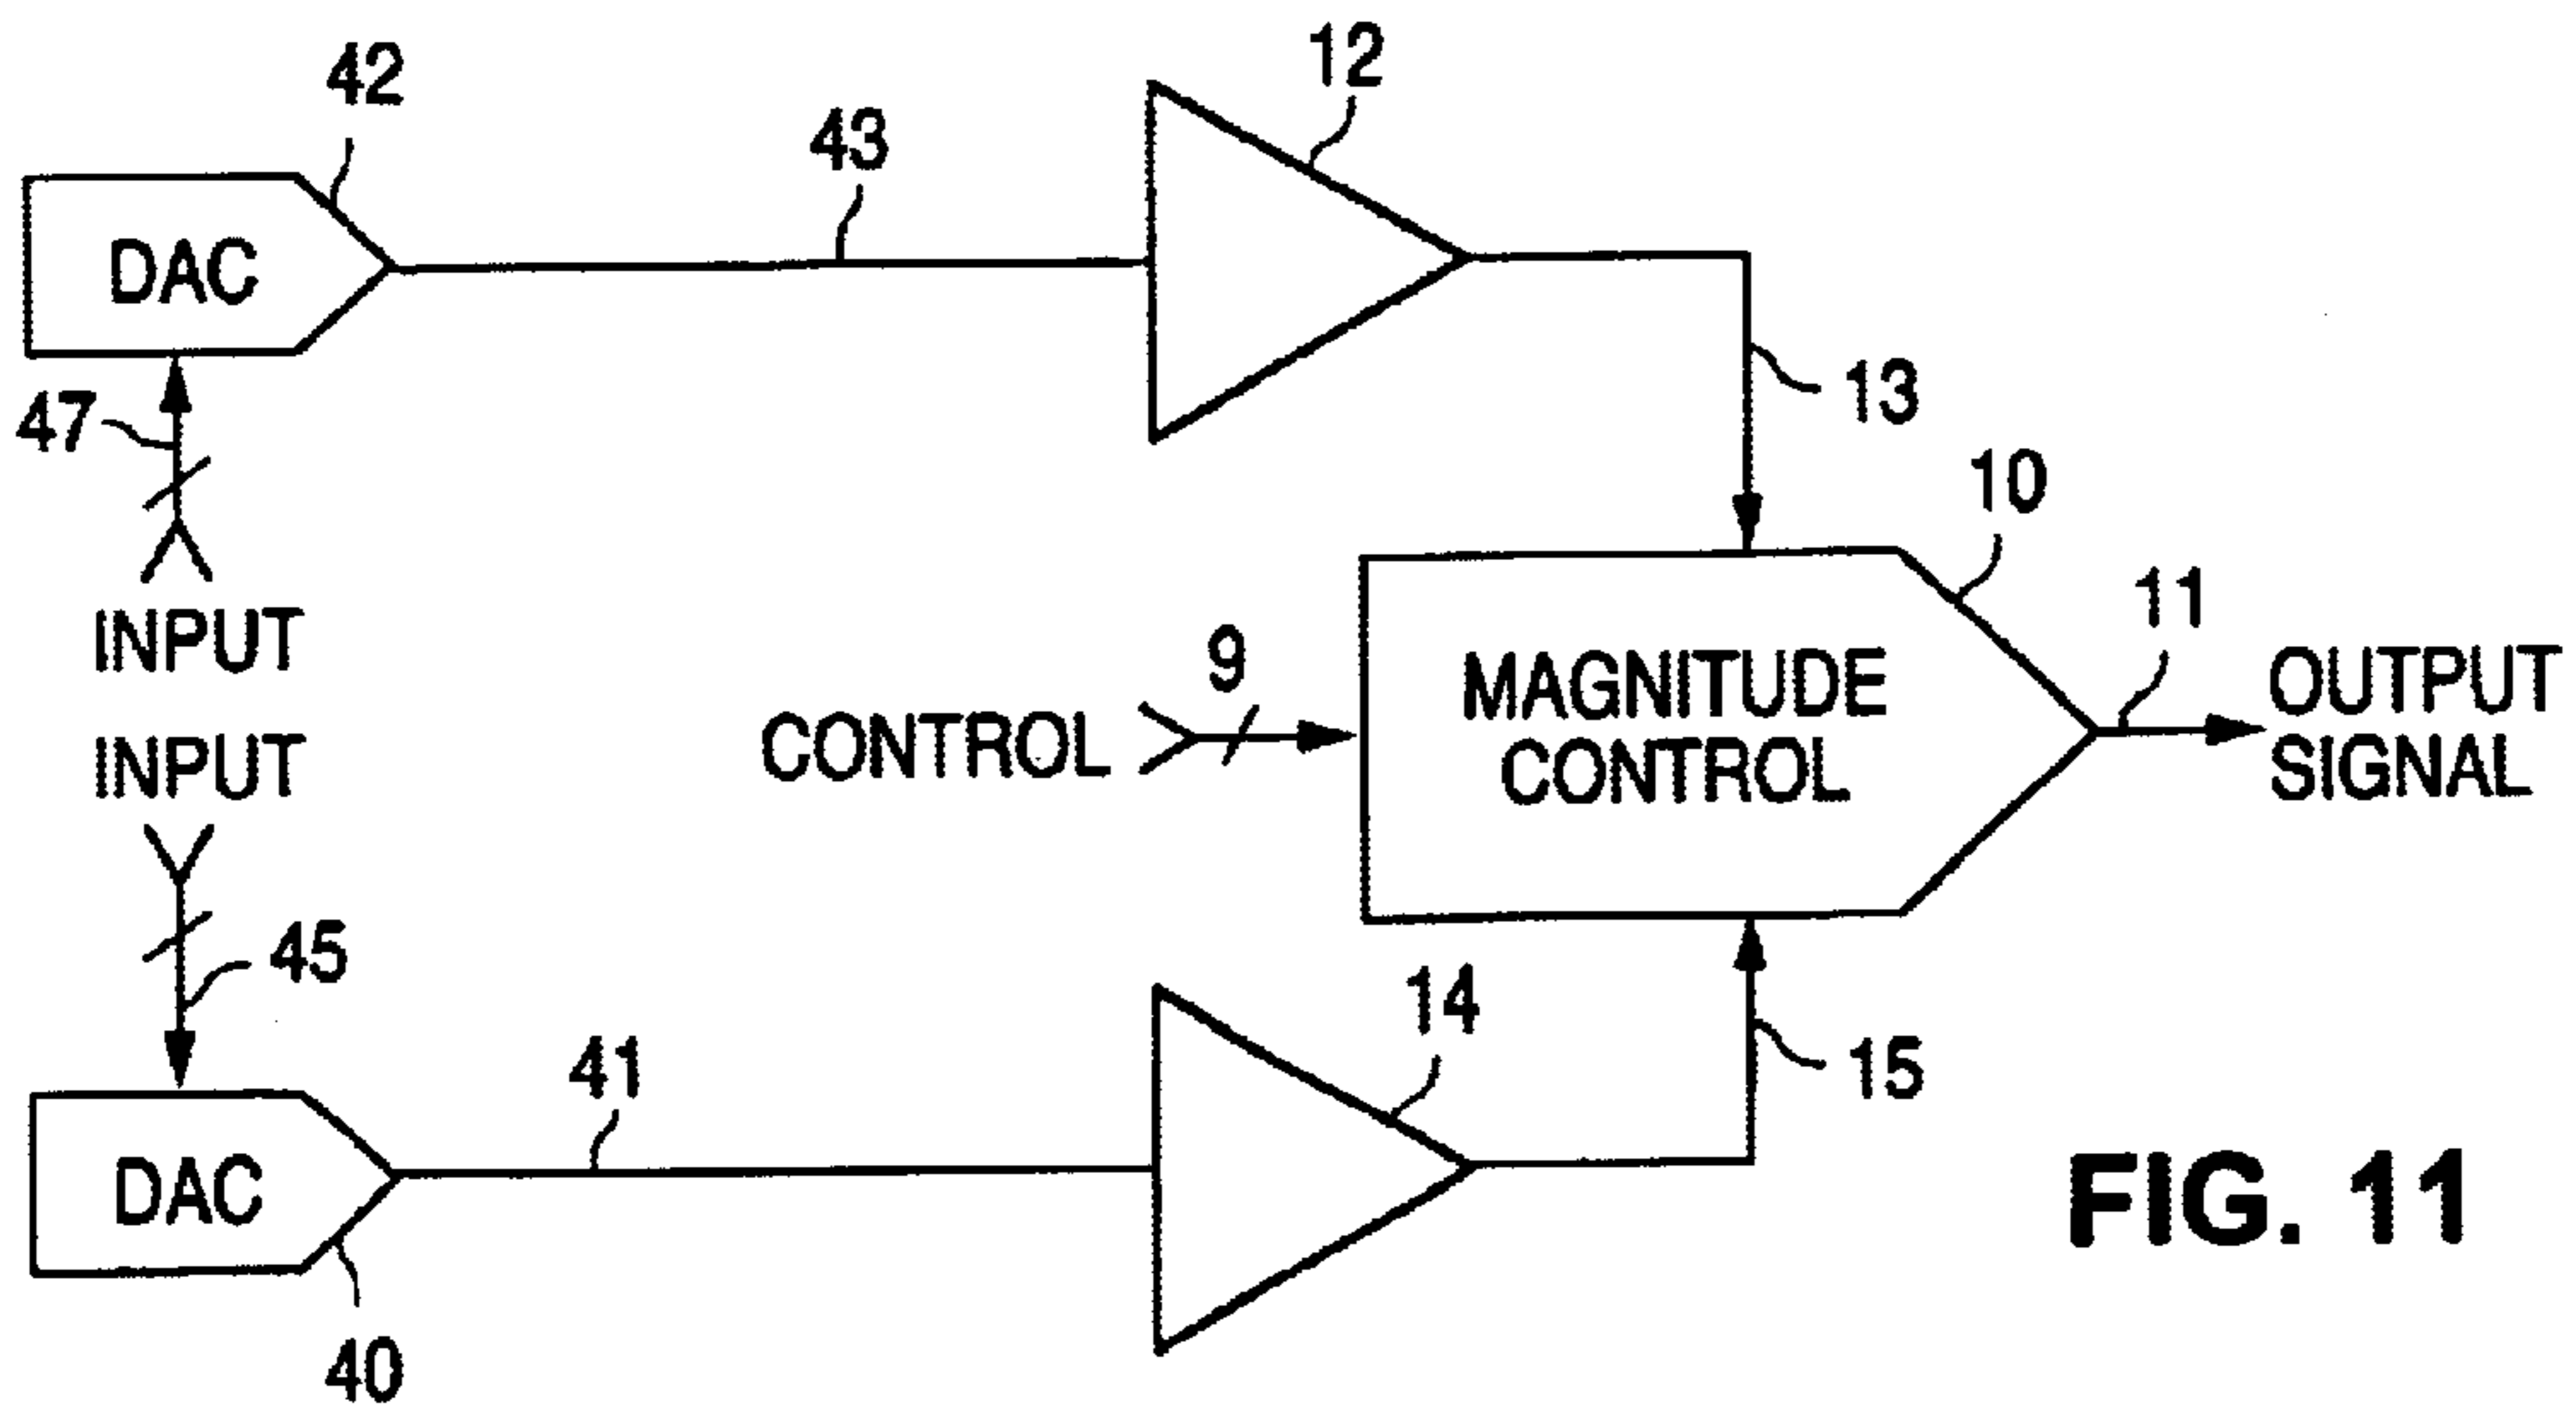 42
12
43
DAC
47
13
INPUT
10
11
INPUT
9
CONTROL
MAGNITUDE
CONTROL
OUTPUT
SIGNAL
45
14
41
15
DAC
40
FIG. 11